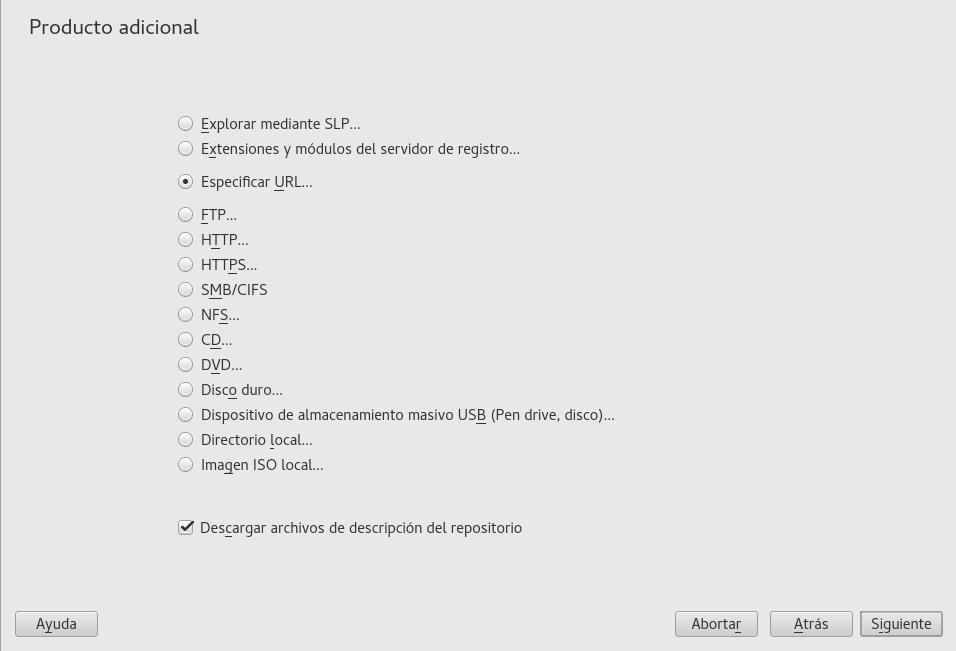 Producto adicional
Explorar mediante SLP...
Extensiones y módulos del servidor de registro...
Especificar URL...
FTP...
HTTP...
HTTPS...
SMB/CIFS
NFS...
CD...
DVD...
Disco duro...
Dispositivo de almacenamiento masivo USB (Pen drive, disco)...
Directorio local...
Imagen ISO local...
Descargar archivos de descripción del repositorio
Ayuda Abortar Atrás Siguiente